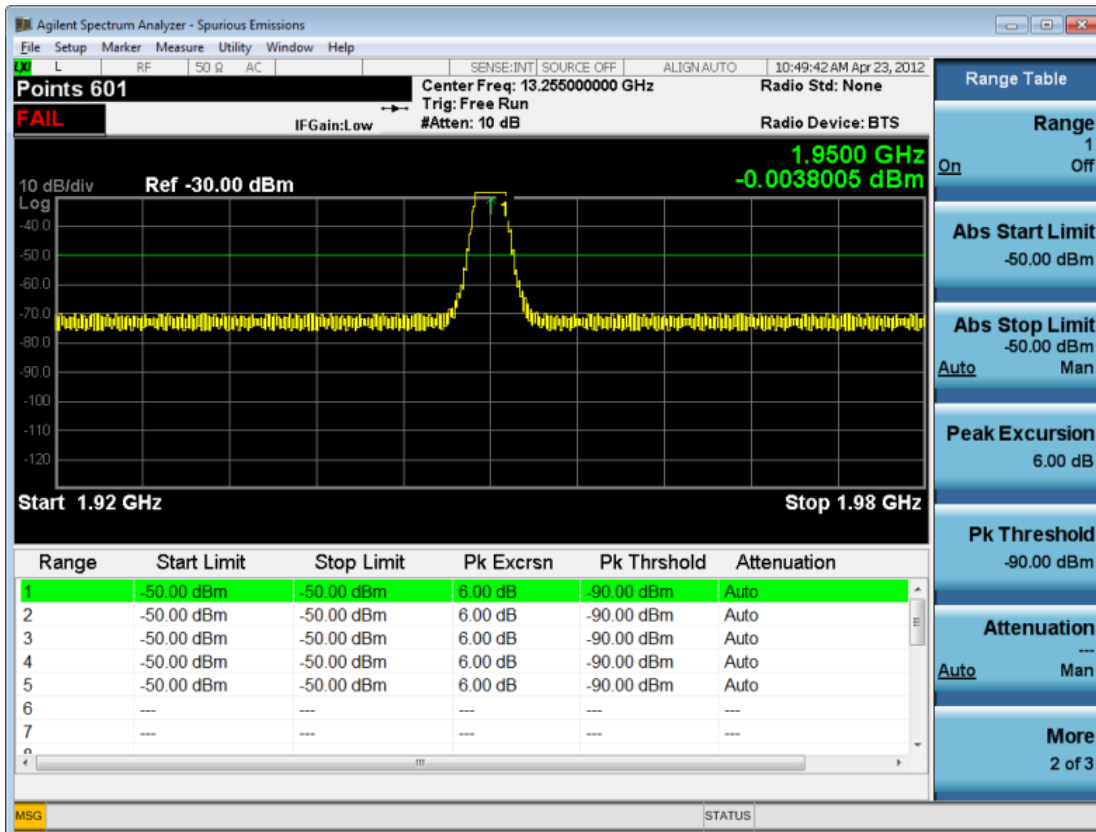 Agilent Spectrum Analyzer - Spurious Emissions
File Setup Marker Measure Utility Window Help
LXI L RF 50 Ω AC SENSE:INT SOURCE OFF ALIGN AUTO 10:49:42 AM Apr 23, 2012
Points 601
Center Freq: 13.255000000 GHz
Radio Std: None
Trig: Free Run
FAIL
IFGain:Low
#Atten: 10 dB
Radio Device: BTS
1.9500 GHz
-0.0038005 dBm
10 dB/div
Ref -30.00 dBm
Log
1
-40.0
-50.0
-60.0
-70.0
-80.0
-90.0
-100
-110
-120
Start 1.92 GHz
Stop 1.98 GHz
Range Start Limit Stop Limit Pk Excrsn Pk Thrshold Attenuation
1 -50.00 dBm -50.00 dBm 6.00 dB -90.00 dBm Auto
2 -50.00 dBm -50.00 dBm 6.00 dB -90.00 dBm Auto
3 -50.00 dBm -50.00 dBm 6.00 dB -90.00 dBm Auto
4 -50.00 dBm -50.00 dBm 6.00 dB -90.00 dBm Auto
5 -50.00 dBm -50.00 dBm 6.00 dB -90.00 dBm Auto
6 --- --- --- --- ---
7 --- --- --- --- ---
Range Table
Range
1
On Off
Abs Start Limit
-50.00 dBm
Abs Stop Limit
-50.00 dBm
Auto Man
Peak Excursion
6.00 dB
Pk Threshold
-90.00 dBm
Attenuation
---
Auto Man
More
2 of 3
MSG
STATUS